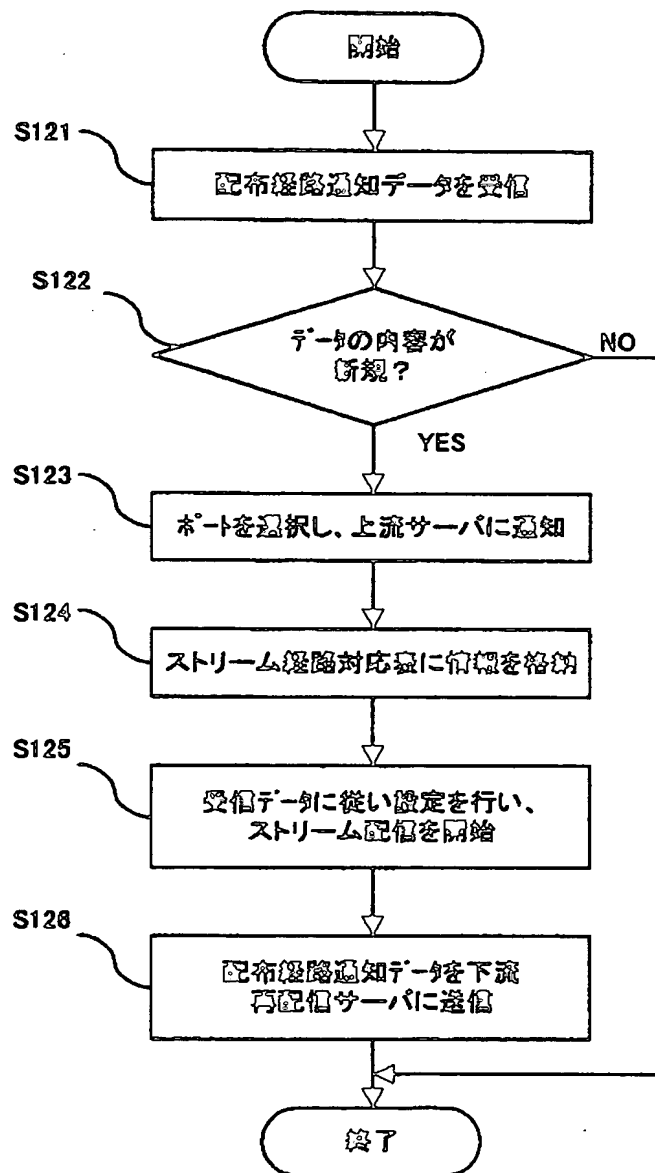 開始
S121
配布経路通知データを受信
S122
データの内容が
新規？
NO
YES
S123
ポートを選択し、上流サーバに通知
S124
ストリーム経路対応表に情報を格納
S125
受信データに従い設定を行い、
ストリーム配信を開始
S126
配布経路通知データを下流
再配信サーバに送信
終了